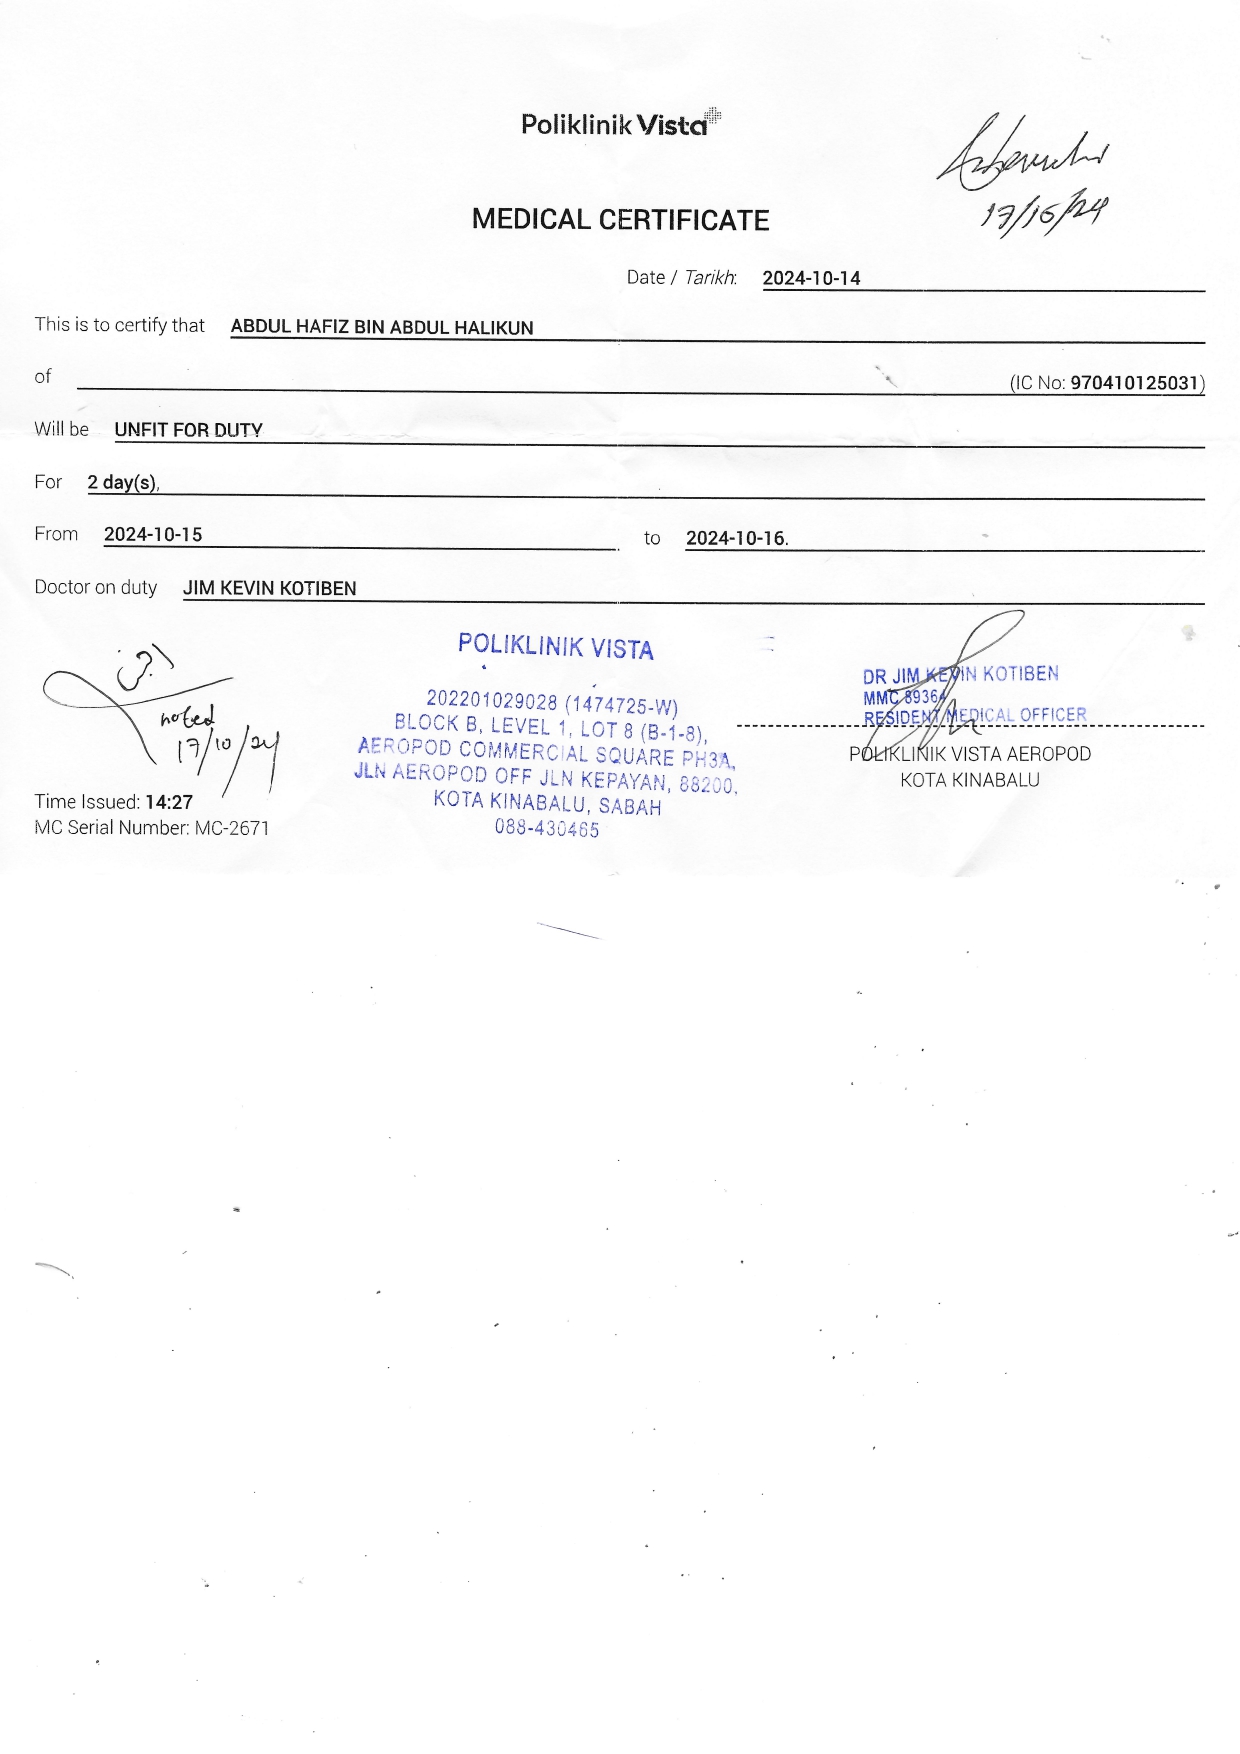 Poliklinik Vista
MEDICAL CERTIFICATE
17/10/24
Date / Tarikh: 2024-10-14
This is to certify that ABDUL HAFIZ BIN ABDUL HALIKUN
of (IC No: 970410125031)
Will be UNFIT FOR DUTY
For 2 day(s),
From 2024-10-15 to 2024-10-16.
Doctor on duty JIM KEVIN KOTIBEN
noted
17/10/24
Time Issued: 14:27
MC Serial Number: MC-2671
POLIKLINIK VISTA
202201029028 (1474725-W)
BLOCK B, LEVEL 1, LOT 8 (B-1-8),
AEROPOD COMMERCIAL SQUARE PH3A,
JLN AEROPOD OFF JLN KEPAYAN, 88200,
KOTA KINABALU, SABAH
088-430465
DR JIM KEVIN KOTIBEN
MMC 89364
RESIDENT MEDICAL OFFICER
POLIKLINIK VISTA AEROPOD
KOTA KINABALU